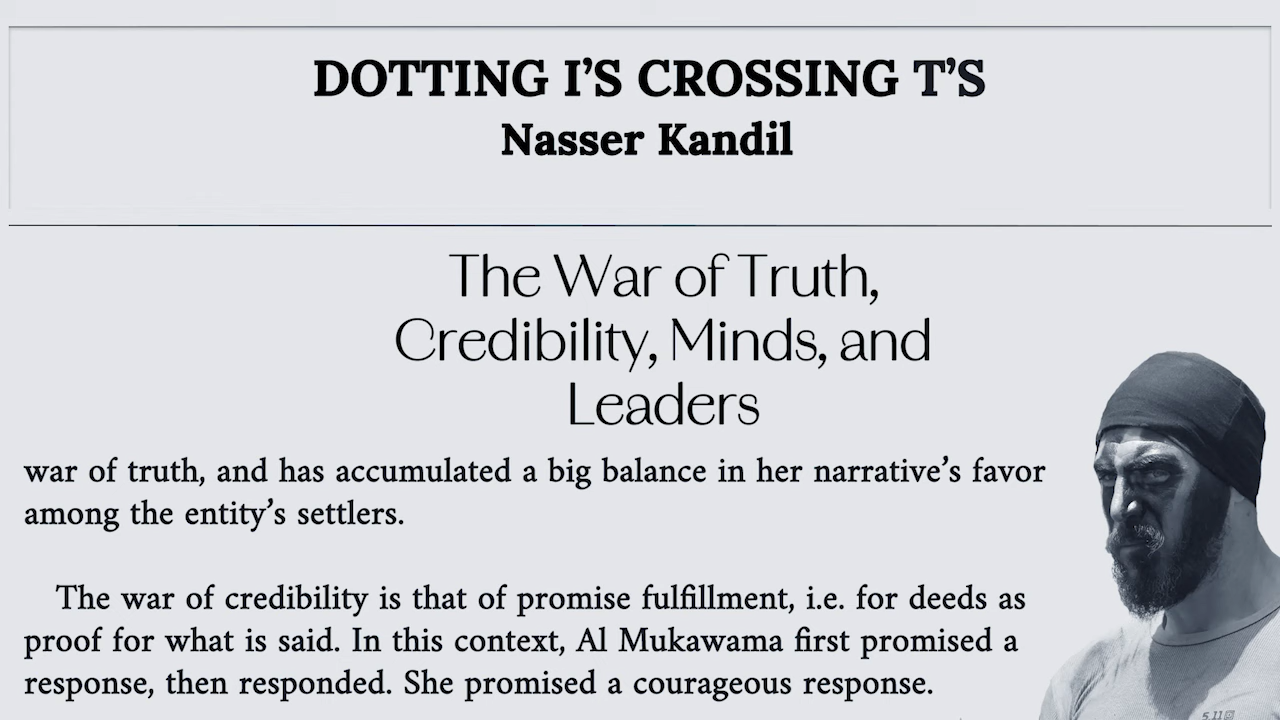 DOTTING I’S CROSSING T’S
Nasser Kandil
The War of Truth,
Credibility, Minds, and
Leaders
war of truth, and has accumulated a big balance in her narrative’s favor
among the entity’s settlers.
The war of credibility is that of promise fulfillment, i.e. for deeds as
proof for what is said. In this context, Al Mukawama first promised a
response, then responded. She promised a courageous response.
5.11